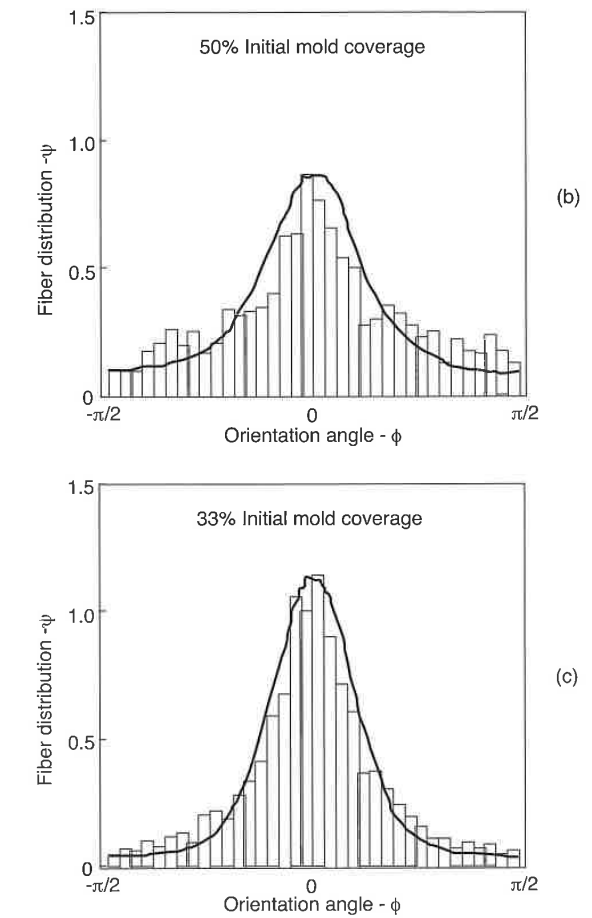 1.5
50% Initial mold coverage
1.0
Fiber distribution -ψ
(b)
0.5
0
-π/2
0
π/2
Orientation angle - ϕ
1.5
33% Initial mold coverage
1.0
Fiber distribution -ψ
(c)
0.5
0
-π/2
0
π/2
Orientation angle - ϕ